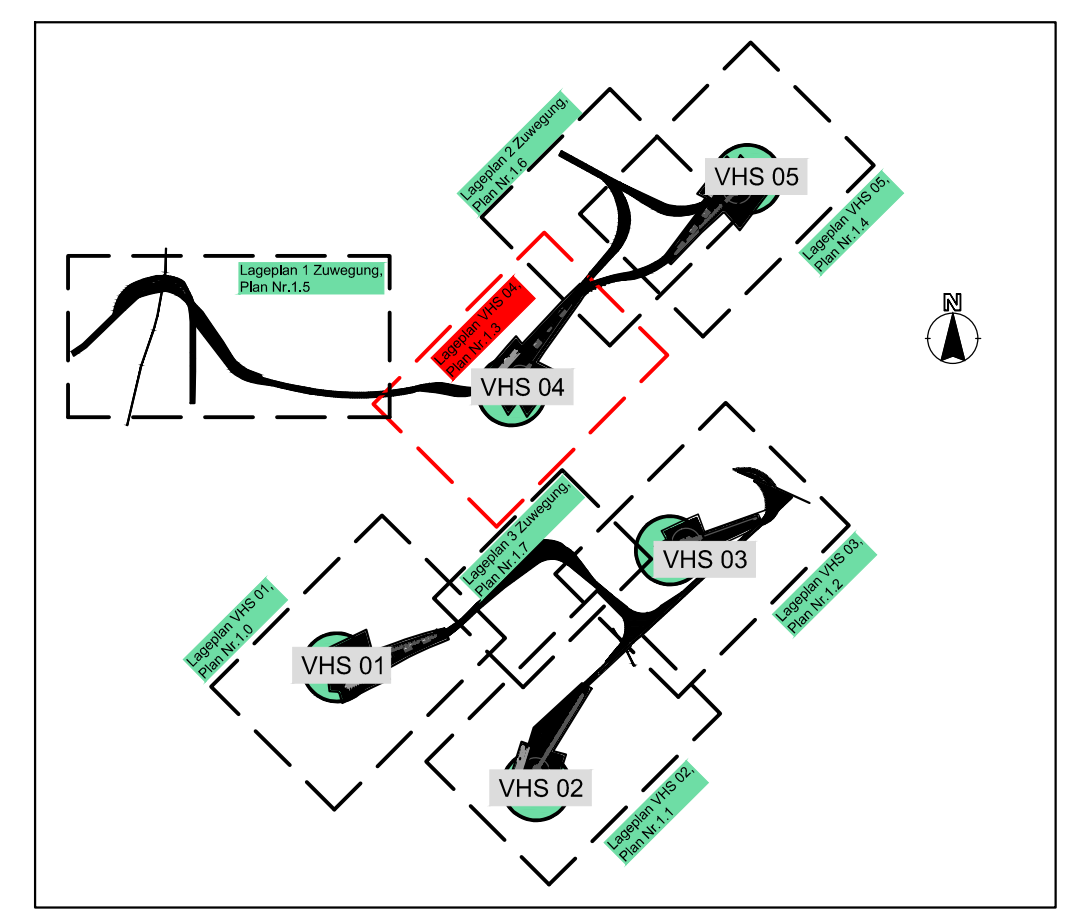 Lageplan 2 Zuwegung,
Plan Nr.1.6
VHS 05
Lageplan VHS 05,
Plan Nr.1.4
Lageplan 1 Zuwegung,
Plan Nr.1.5
Lageplan VHS 04,
Plan Nr.1.3
N
VHS 04
Lageplan 3 Zuwegung,
Plan Nr.1.7
VHS 03
Lageplan VHS 03,
Plan Nr.1.2
Lageplan VHS 01,
Plan Nr.1.0
VHS 01
VHS 02
Lageplan VHS 02,
Plan Nr.1.1